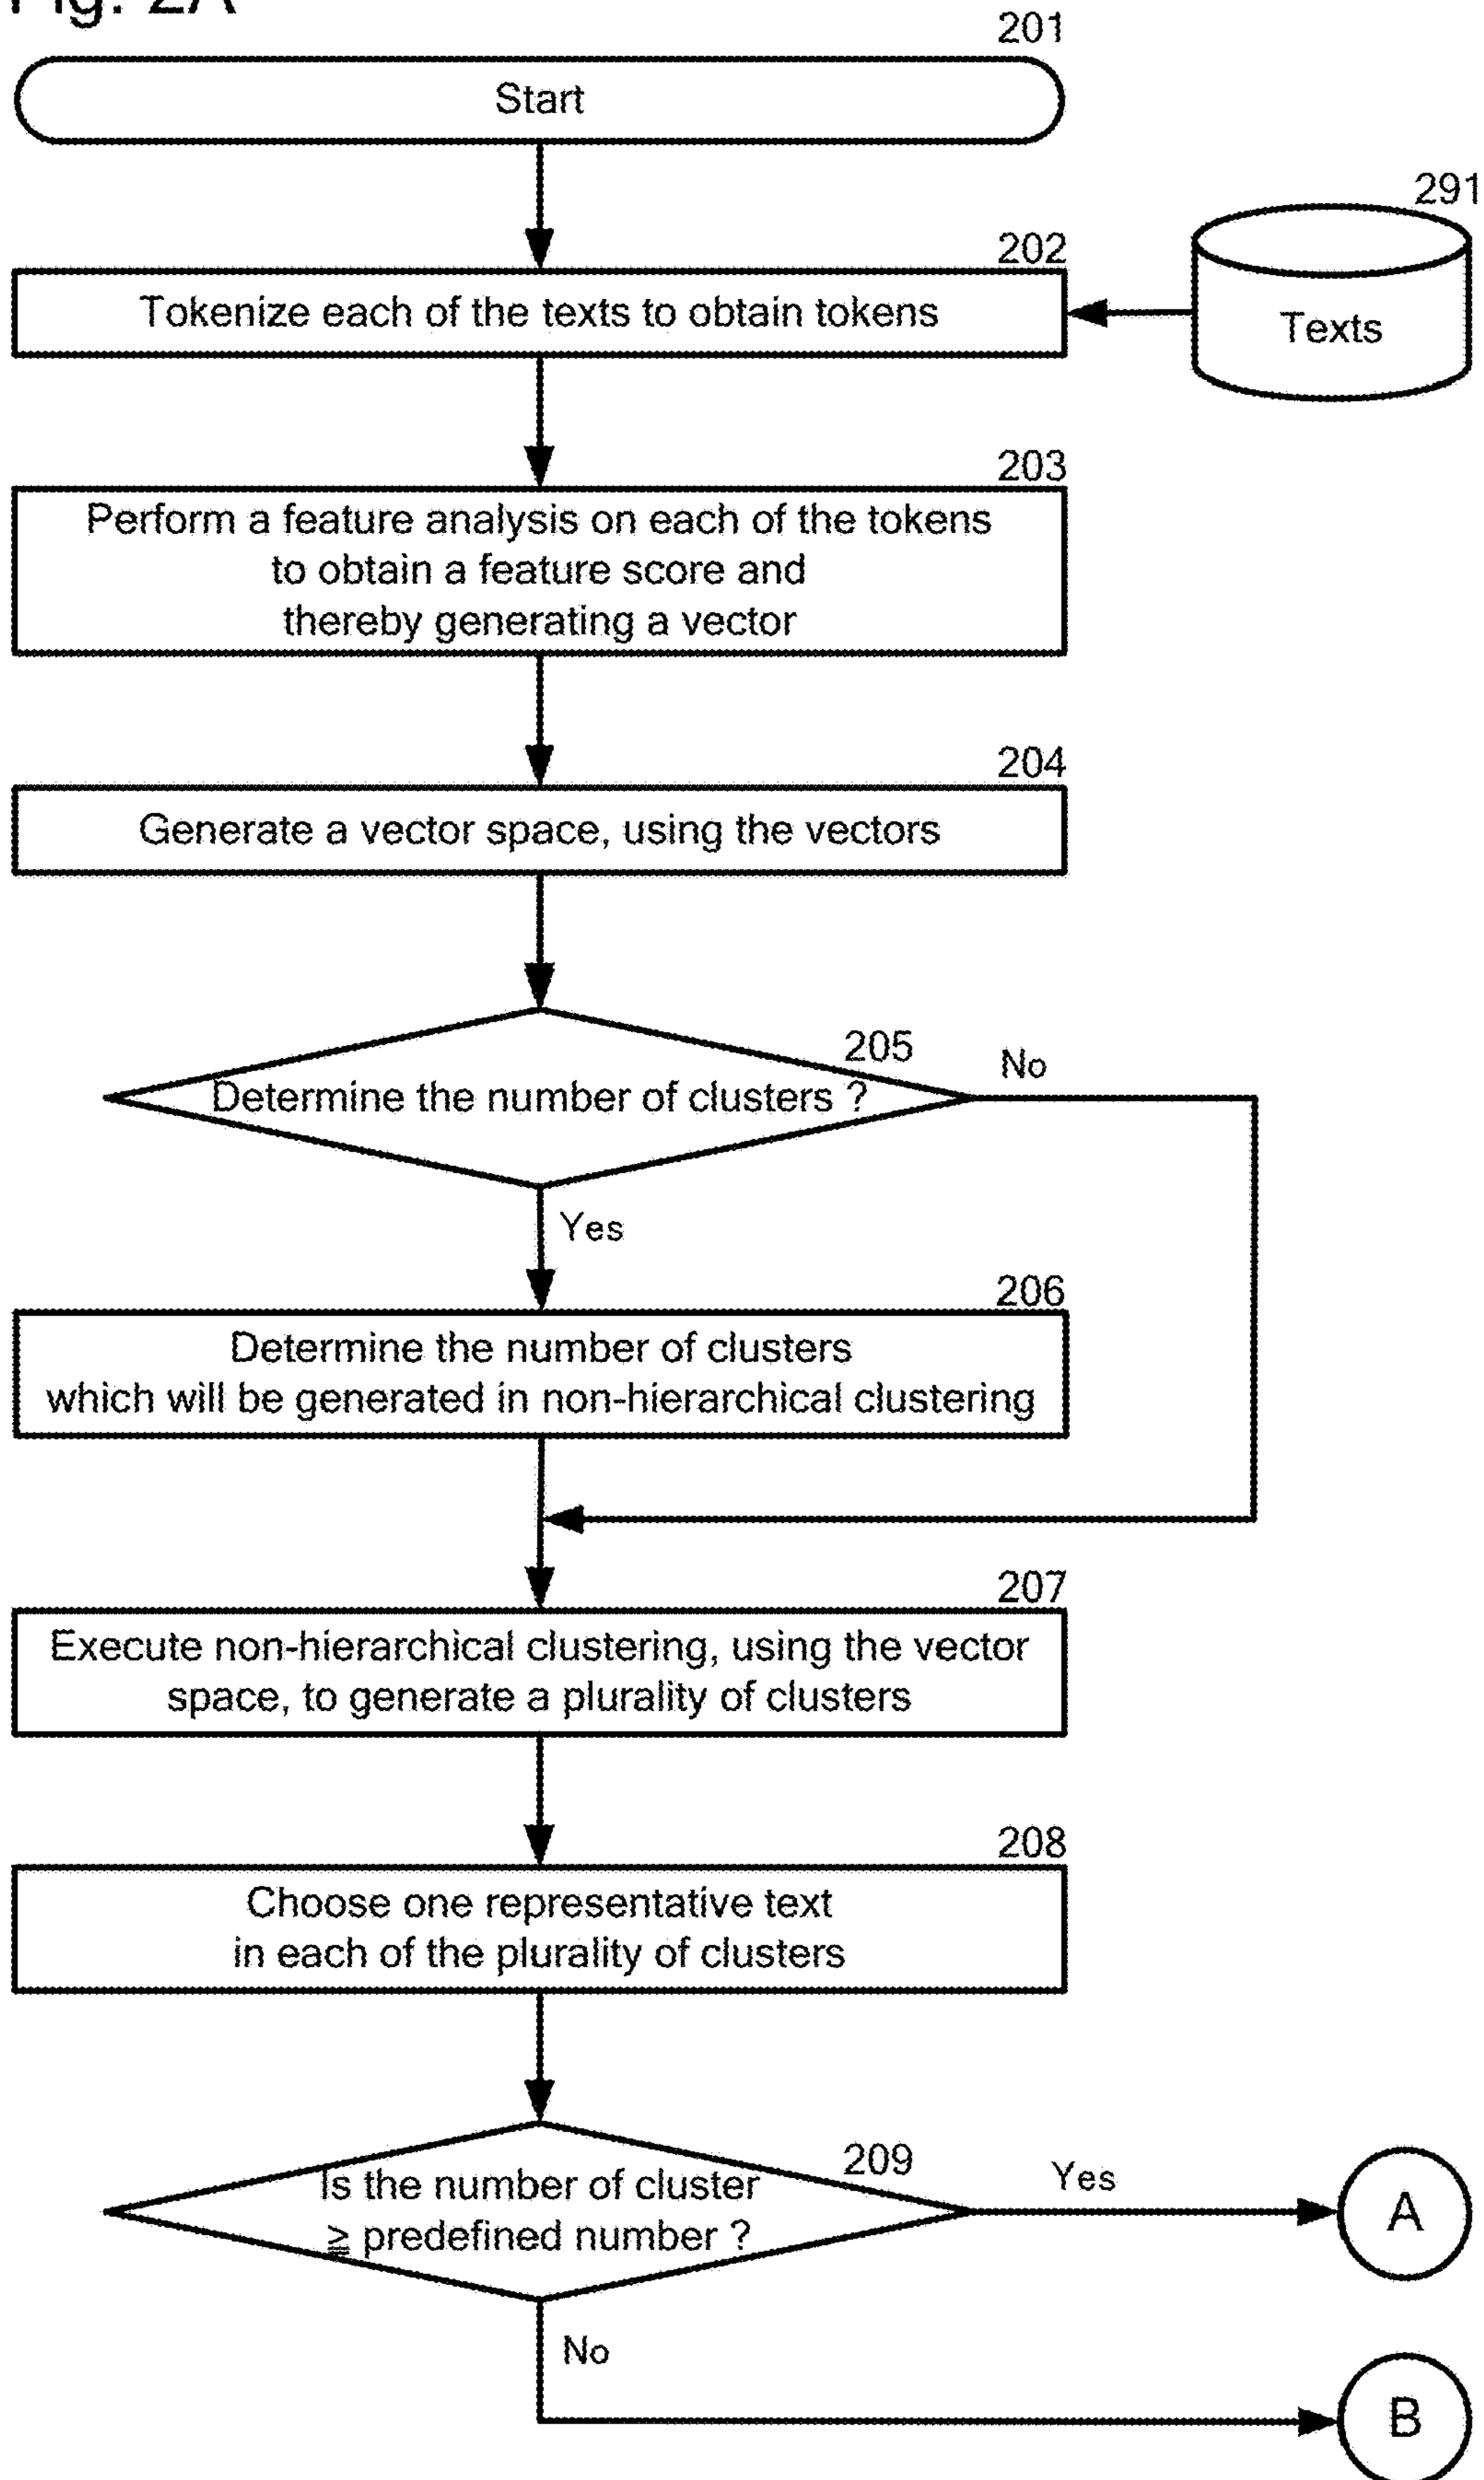 Fig. 2A
201
Start
291
202
Tokenize each of the texts to obtain tokens
Texts
203
Perform a feature analysis on each of the tokens
to obtain a feature score and
thereby generating a vector
204
Generate a vector space, using the vectors
205
No
Determine the number of clusters ?
Yes
206
Determine the number of clusters
which will be generated in non-hierarchical clustering
207
Execute non-hierarchical clustering, using the vector
space, to generate a plurality of clusters
208
Choose one representative text
in each of the plurality of clusters
209
Yes
Is the number of cluster
≧ predefined number ?
A
No
B